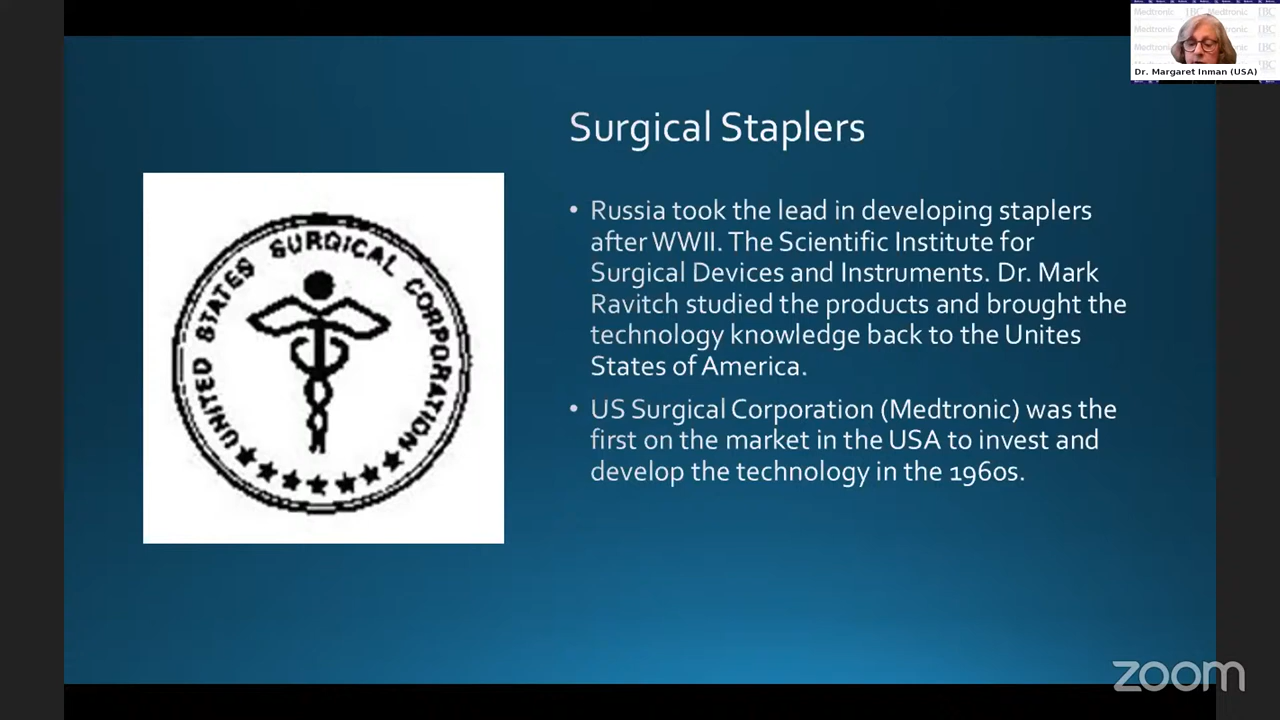 Medtronic
IBC
Medtronic
Dr. Margaret Inman (USA)
Surgical Staplers
UNITED STATES SURGICAL CORPORATION
• Russia took the lead in developing staplers
after WWII. The Scientific Institute for
Surgical Devices and Instruments. Dr. Mark
Ravitch studied the products and brought the
technology knowledge back to the Unites
States of America.
• US Surgical Corporation (Medtronic) was the
first on the market in the USA to invest and
develop the technology in the 1960s.
zoom